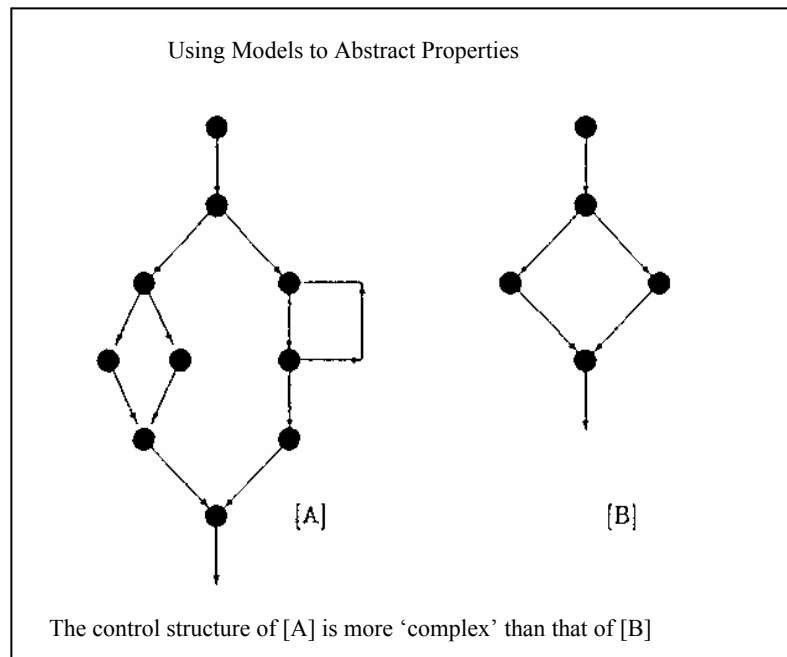 Using Models to Abstract Properties
[A]
[B]
The control structure of [A] is more ‘complex’ than that of [B]